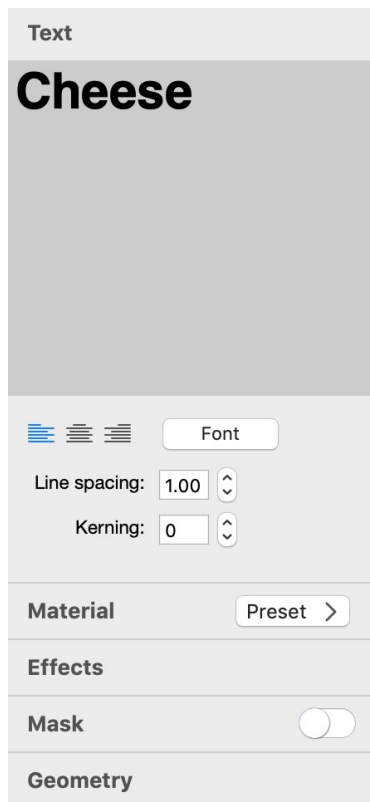 Text
Cheese
Font
Line spacing: 1.00
Kerning: 0
Material Preset
Effects
Mask
Geometry